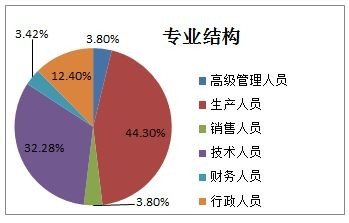 专业结构
3.42%
3.80%
12.40%
44.30%
32.28%
3.80%
高级管理人员
生产人员
销售人员
技术人员
财务人员
行政人员